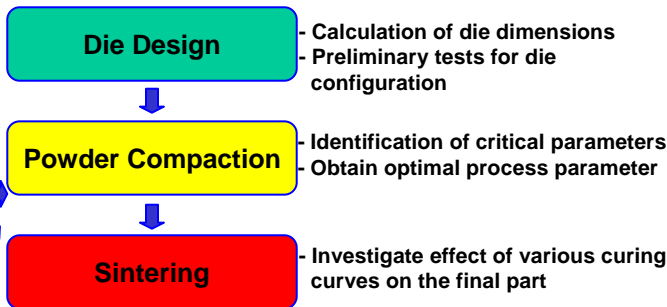 Die Design
- Calculation of die dimensions
- Preliminary tests for die
configuration
Powder Compaction
- Identification of critical parameters
- Obtain optimal process parameter
Sintering
- Investigate effect of various curing
curves on the final part